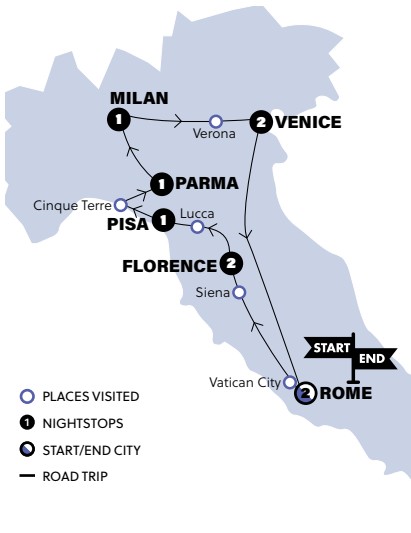 MILAN
1
Verona
2 VENICE
1 PARMA
Cinque Terre
Lucca
PISA 1
FLORENCE 2
Siena
START
END
Vatican City
2 ROME
PLACES VISITED
1 NIGHTSTOPS
START/END CITY
ROAD TRIP